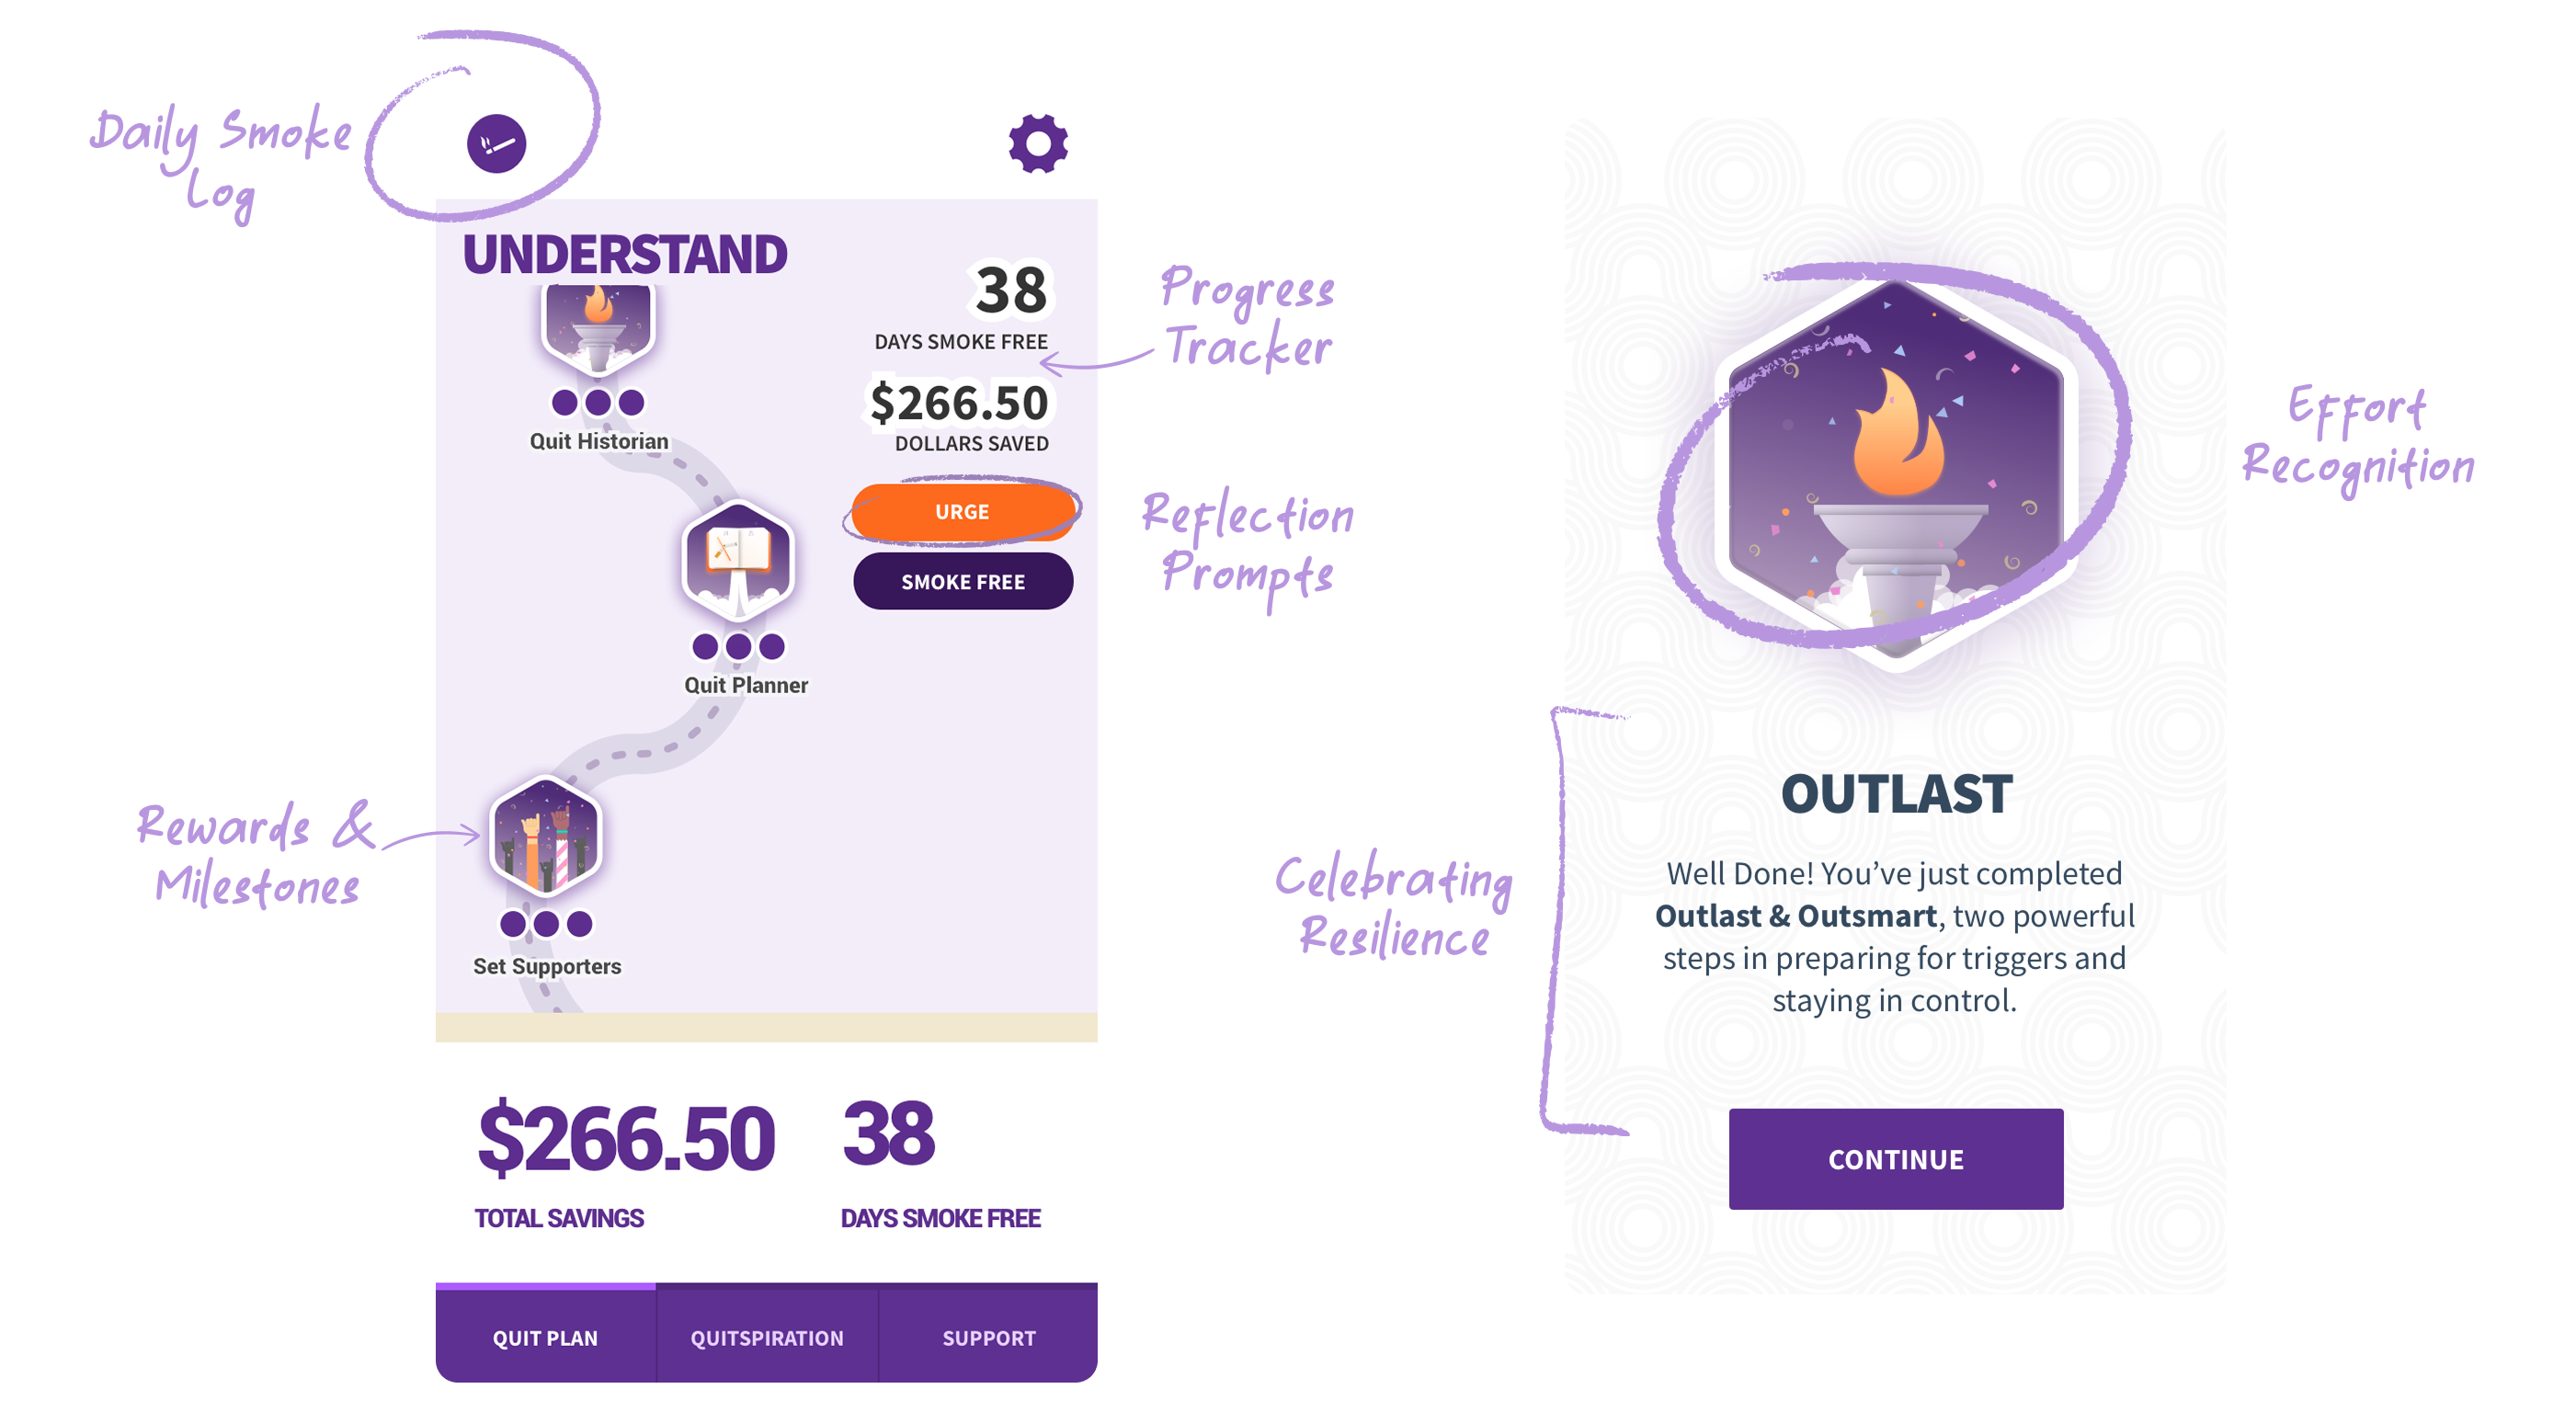 Daily Smoke
Log
UNDERSTAND
38
DAYS SMOKE FREE
$266.50
DOLLARS SAVED
Progress
Tracker
Quit Historian
URGE
SMOKE FREE
Reflection
Prompts
Quit Planner
Rewards &
Milestones
Set Supporters
$266.50
TOTAL SAVINGS
38
DAYS SMOKE FREE
QUIT PLAN
QUITSPIRATION
SUPPORT
Effort
Recognition
Celebrating
Resilience
OUTLAST
Well Done! You’ve just completed
Outlast & Outsmart, two powerful
steps in preparing for triggers and
staying in control.
CONTINUE